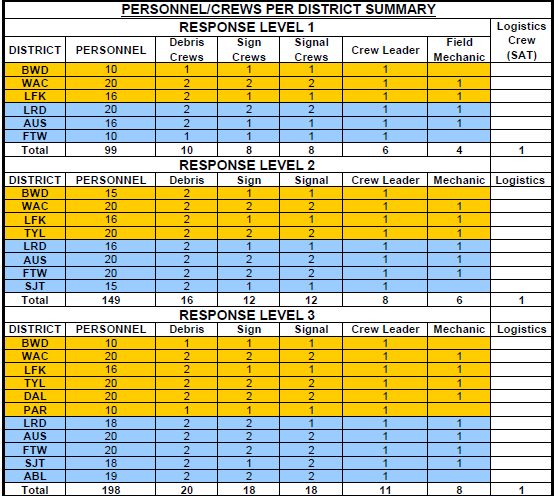 PERSONNEL/CREWS PER DISTRICT SUMMARY
RESPONSE LEVEL 1 Logistics Crew (SAT)
DISTRICT PERSONNEL Debris Crews Sign Crews Signal Crews Crew Leader Field Mechanic
BWD 10 1 1 1 1
WAC 20 2 2 2 1 1
LFK 16 2 1 1 1 1
LRD 20 2 2 2 1 1
AUS 16 2 1 1 1 1
FTW 10 1 1 1 1
Total 99 10 8 8 6 4 1
RESPONSE LEVEL 2
DISTRICT PERSONNEL Debris Sign Signal Crew Leader Mechanic Logistics
BWD 15 2 1 1 1
WAC 20 2 2 2 1 1
LFK 16 2 1 1 1 1
TYL 20 2 2 2 1 1
LRD 16 2 1 1 1 1
AUS 20 2 2 2 1 1
FTW 20 2 2 2 1 1
SJT 15 2 1 1 1
Total 149 16 12 12 8 6 1
RESPONSE LEVEL 3
DISTRICT PERSONNEL Debris Sign Signal Crew Leader Mechanic Logistics
BWD 10 1 1 1 1
WAC 20 2 2 2 1 1
LFK 16 2 1 1 1 1
TYL 20 2 2 2 1 1
DAL 20 2 2 2 1 1
PAR 10 1 1 1 1
LRD 18 2 2 1 1 1
AUS 20 2 2 2 1 1
FTW 20 2 2 2 1 1
SJT 18 2 1 2 1 1
ABL 19 2 2 2 1
Total 198 20 18 18 11 8 1